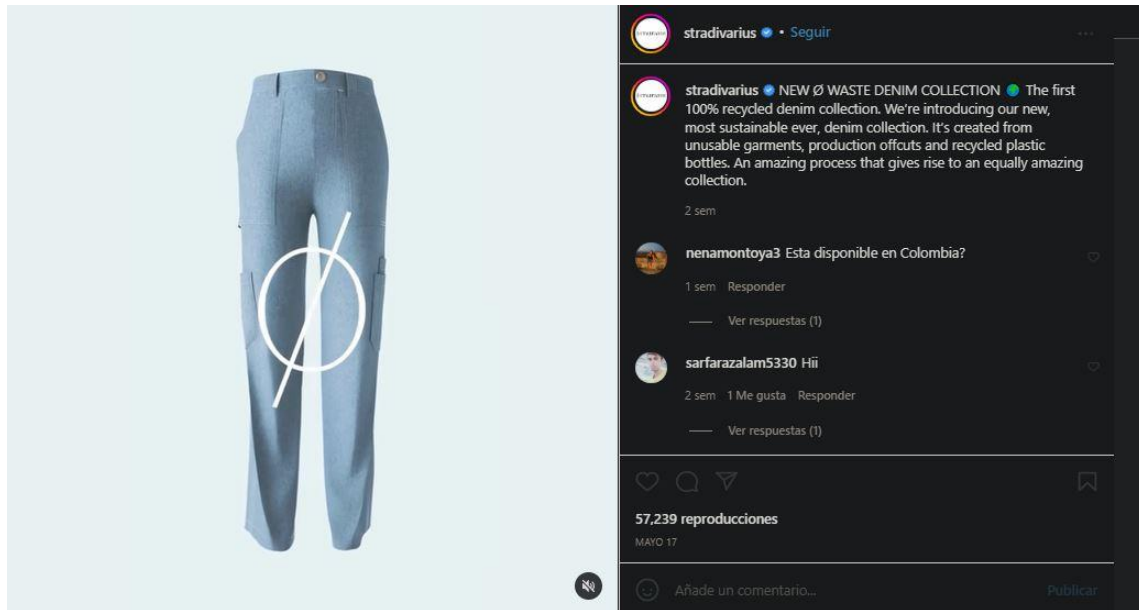 stradivarius • Seguir
stradivarius NEW Ø WASTE DENIM COLLECTION 🌍 The first
100% recycled denim collection. We're introducing our new,
most sustainable ever, denim collection. It's created from
unusable garments, production offcuts and recycled plastic
bottles. An amazing process that gives rise to an equally amazing
collection.
2 sem
nenamontoya3 Esta disponible en Colombia?
1 sem Responder
Ver respuestas (1)
sarfarazalam5330 Hii
2 sem 1 Me gusta Responder
Ver respuestas (1)
57,239 reproducciones
MAYO 17
Añade un comentario... Publicar